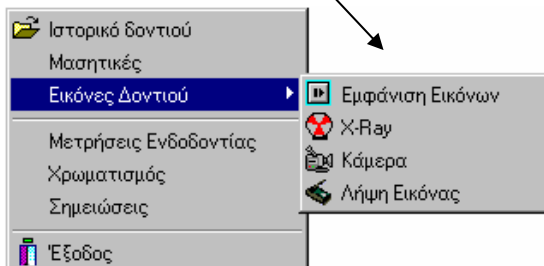 Ιστορικό δοντιού
Μασητικές
Εικόνες Δοντιού
Μετρήσεις Ενδοδοντίας
Χρωματισμός
Σημειώσεις
Έξοδος
Εμφάνιση Εικόνων
X-Ray
Κάμερα
Λήψη Εικόνας